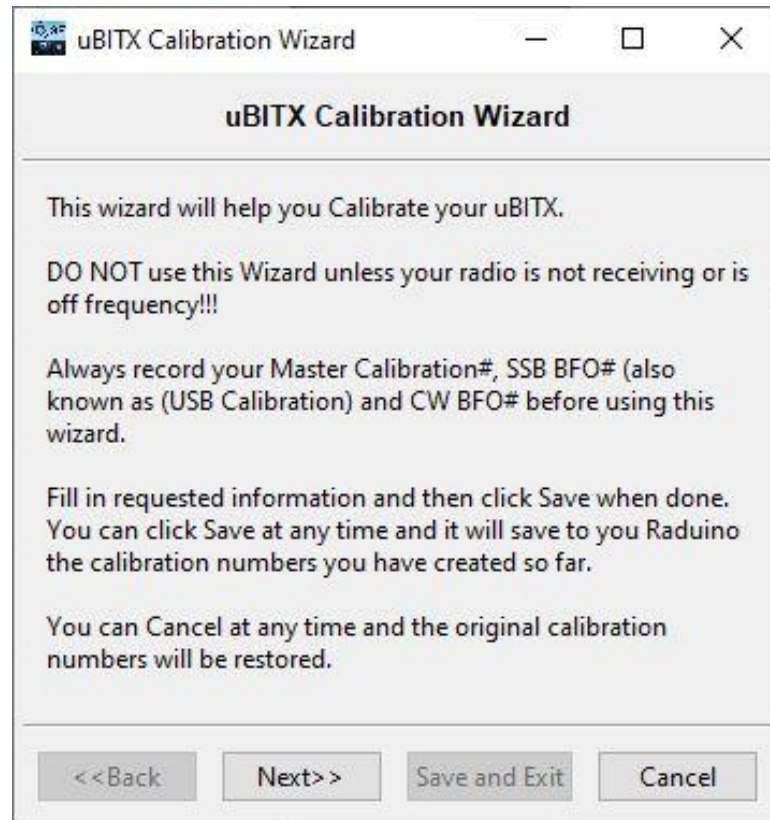 uBITX Calibration Wizard
uBITX Calibration Wizard
This wizard will help you Calibrate your uBITX.
DO NOT use this Wizard unless your radio is not receiving or is
off frequency!!!
Always record your Master Calibration#, SSB BFO# (also
known as (USB Calibration) and CW BFO# before using this
wizard.
Fill in requested information and then click Save when done.
You can click Save at any time and it will save to you Raduino
the calibration numbers you have created so far.
You can Cancel at any time and the original calibration
numbers will be restored.
<<Back Next>> Save and Exit Cancel